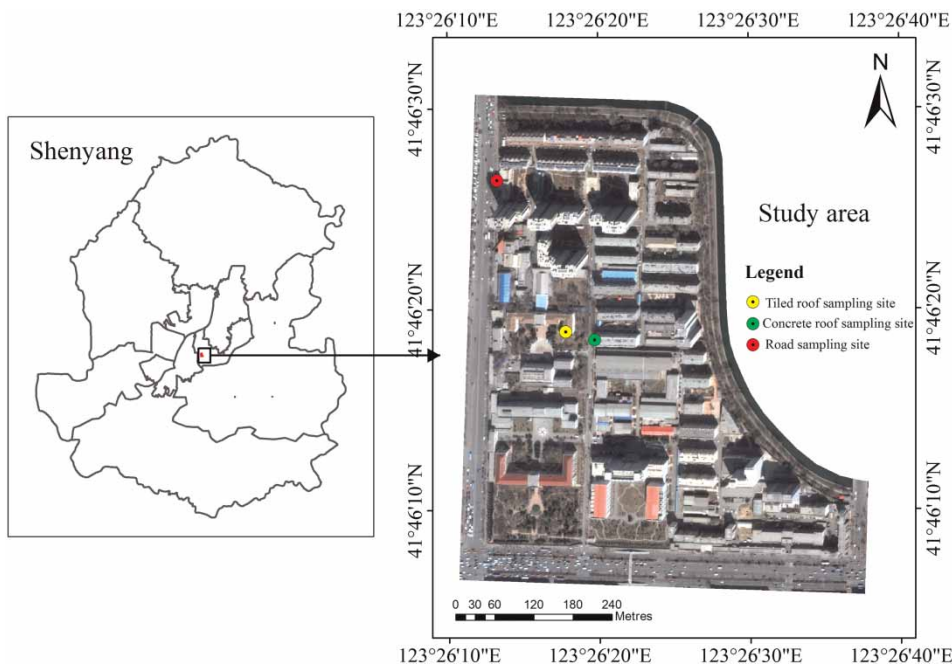 123°26'10"E 123°26'20"E 123°26'30"E 123°26'40"E
Shenyang
41°46'30"N
41°46'20"N
41°46'10"N
N
Study area
Legend
Tiled roof sampling site
Concrete roof sampling site
Road sampling site
41°46'30"N
41°46'20"N
41°46'10"N
0 30 60 120 180 240
Metres
123°26'10"E 123°26'20"E 123°26'30"E 123°26'40"E